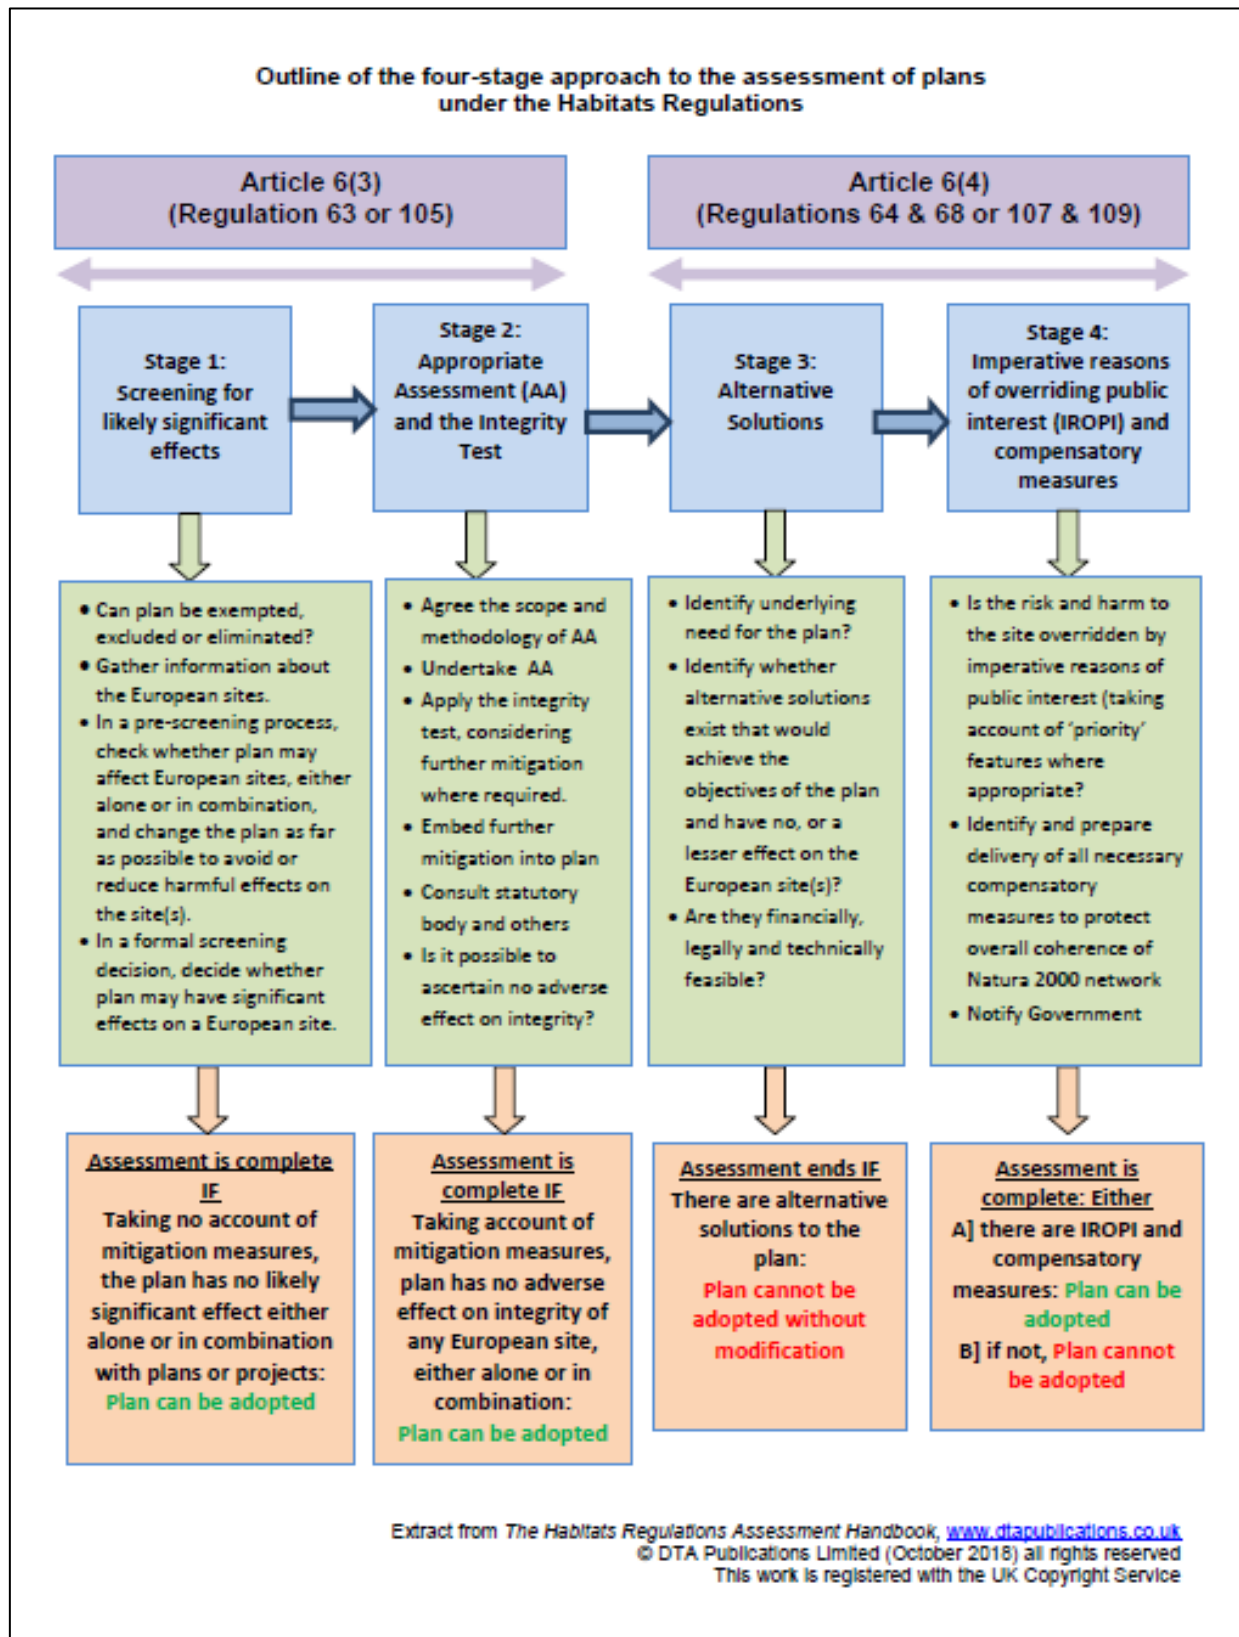 Outline of the four-stage approach to the assessment of plans
under the Habitats Regulations
Article 6(3)
(Regulation 63 or 105)
Article 6(4)
(Regulations 64 & 68 or 107 & 109)
Stage 1:
Screening for
likely significant
effects
Stage 2:
Appropriate
Assessment (AA)
and the Integrity
Test
Stage 3:
Alternative
Solutions
Stage 4:
Imperative reasons
of overriding public
interest (IROPI) and
compensatory
measures
• Can plan be exempted,
excluded or eliminated?
• Gather information about
the European sites.
• In a pre-screening process,
check whether plan may
affect European sites, either
alone or in combination,
and change the plan as far
as possible to avoid or
reduce harmful effects on
the site(s).
• In a formal screening
decision, decide whether
plan may have significant
effects on a European site.
• Agree the scope and
methodology of AA
• Undertake AA
• Apply the integrity
test, considering
further mitigation
where required.
• Embed further
mitigation into plan
• Consult statutory
body and others
• Is it possible to
ascertain no adverse
effect on integrity?
• Identify underlying
need for the plan?
• Identify whether
alternative solutions
exist that would
achieve the
objectives of the plan
and have no, or a
lesser effect on the
European site(s)?
• Are they financially,
legally and technically
feasible?
• Is the risk and harm to
the site overridden by
imperative reasons of
public interest (taking
account of ‘priority’
features where
appropriate?
• Identify and prepare
delivery of all necessary
compensatory
measures to protect
overall coherence of
Natura 2000 network
• Notify Government
Assessment is complete
IF
Taking no account of
mitigation measures,
the plan has no likely
significant effect either
alone or in combination
with plans or projects:
Plan can be adopted
Assessment is
complete IF
Taking account of
mitigation measures,
plan has no adverse
effect on integrity of
any European site,
either alone or in
combination:
Plan can be adopted
Assessment ends IF
There are alternative
solutions to the
plan:
Plan cannot be
adopted without
modification
Assessment is
complete: Either
A] there are IROPI and
compensatory
measures: Plan can be
adopted
B] if not, Plan cannot
be adopted
Extract from The Habitats Regulations Assessment Handbook, www.dtapublications.co.uk
© DTA Publications Limited (October 2018) all rights reserved
This work is registered with the UK Copyright Service